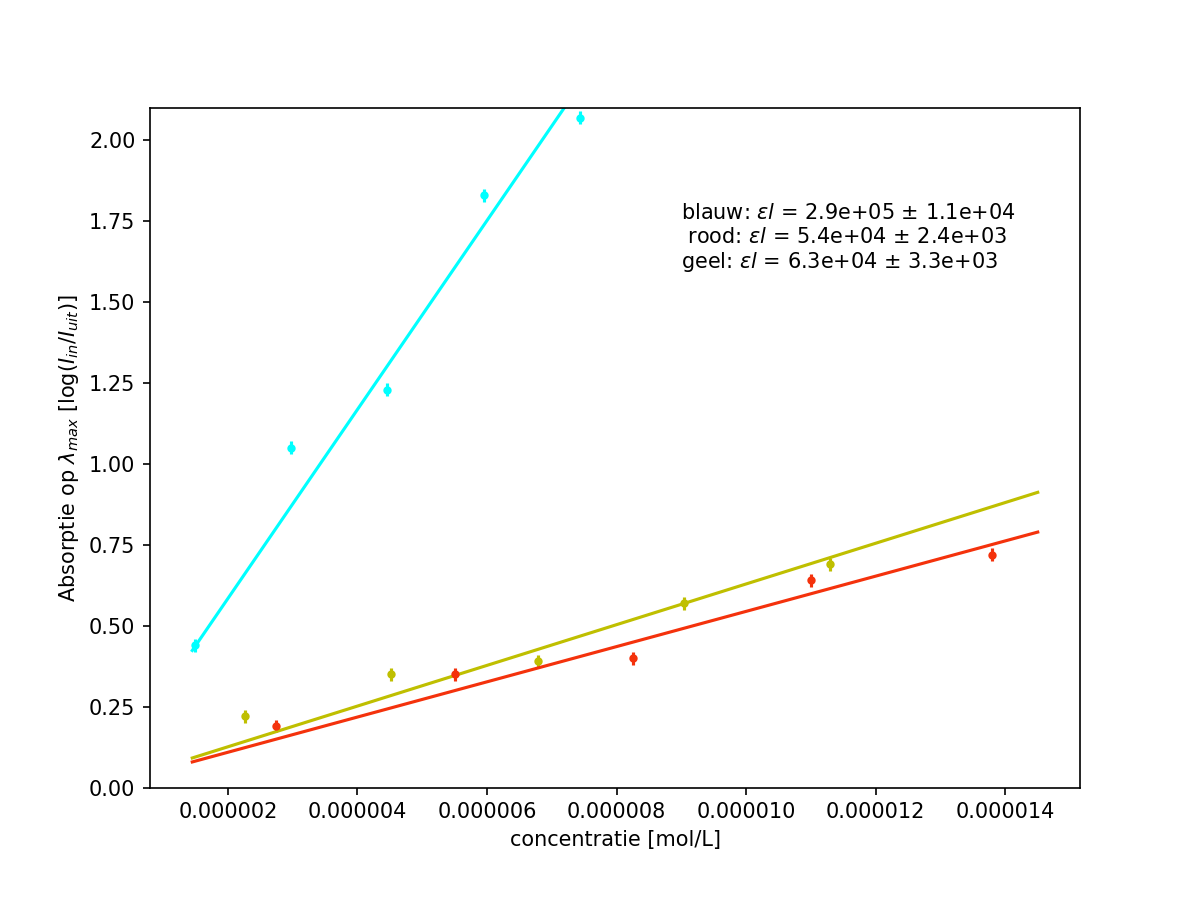 2.00
1.75
1.50
1.25
1.00
0.75
0.50
0.25
0.00
Absorptie op λmax [log(Iin/Iuit)]
blauw: εl = 2.9e+05 ± 1.1e+04
rood: εl = 5.4e+04 ± 2.4e+03
geel: εl = 6.3e+04 ± 3.3e+03
0.000002 0.000004 0.000006 0.000008 0.000010 0.000012 0.000014
concentratie [mol/L]